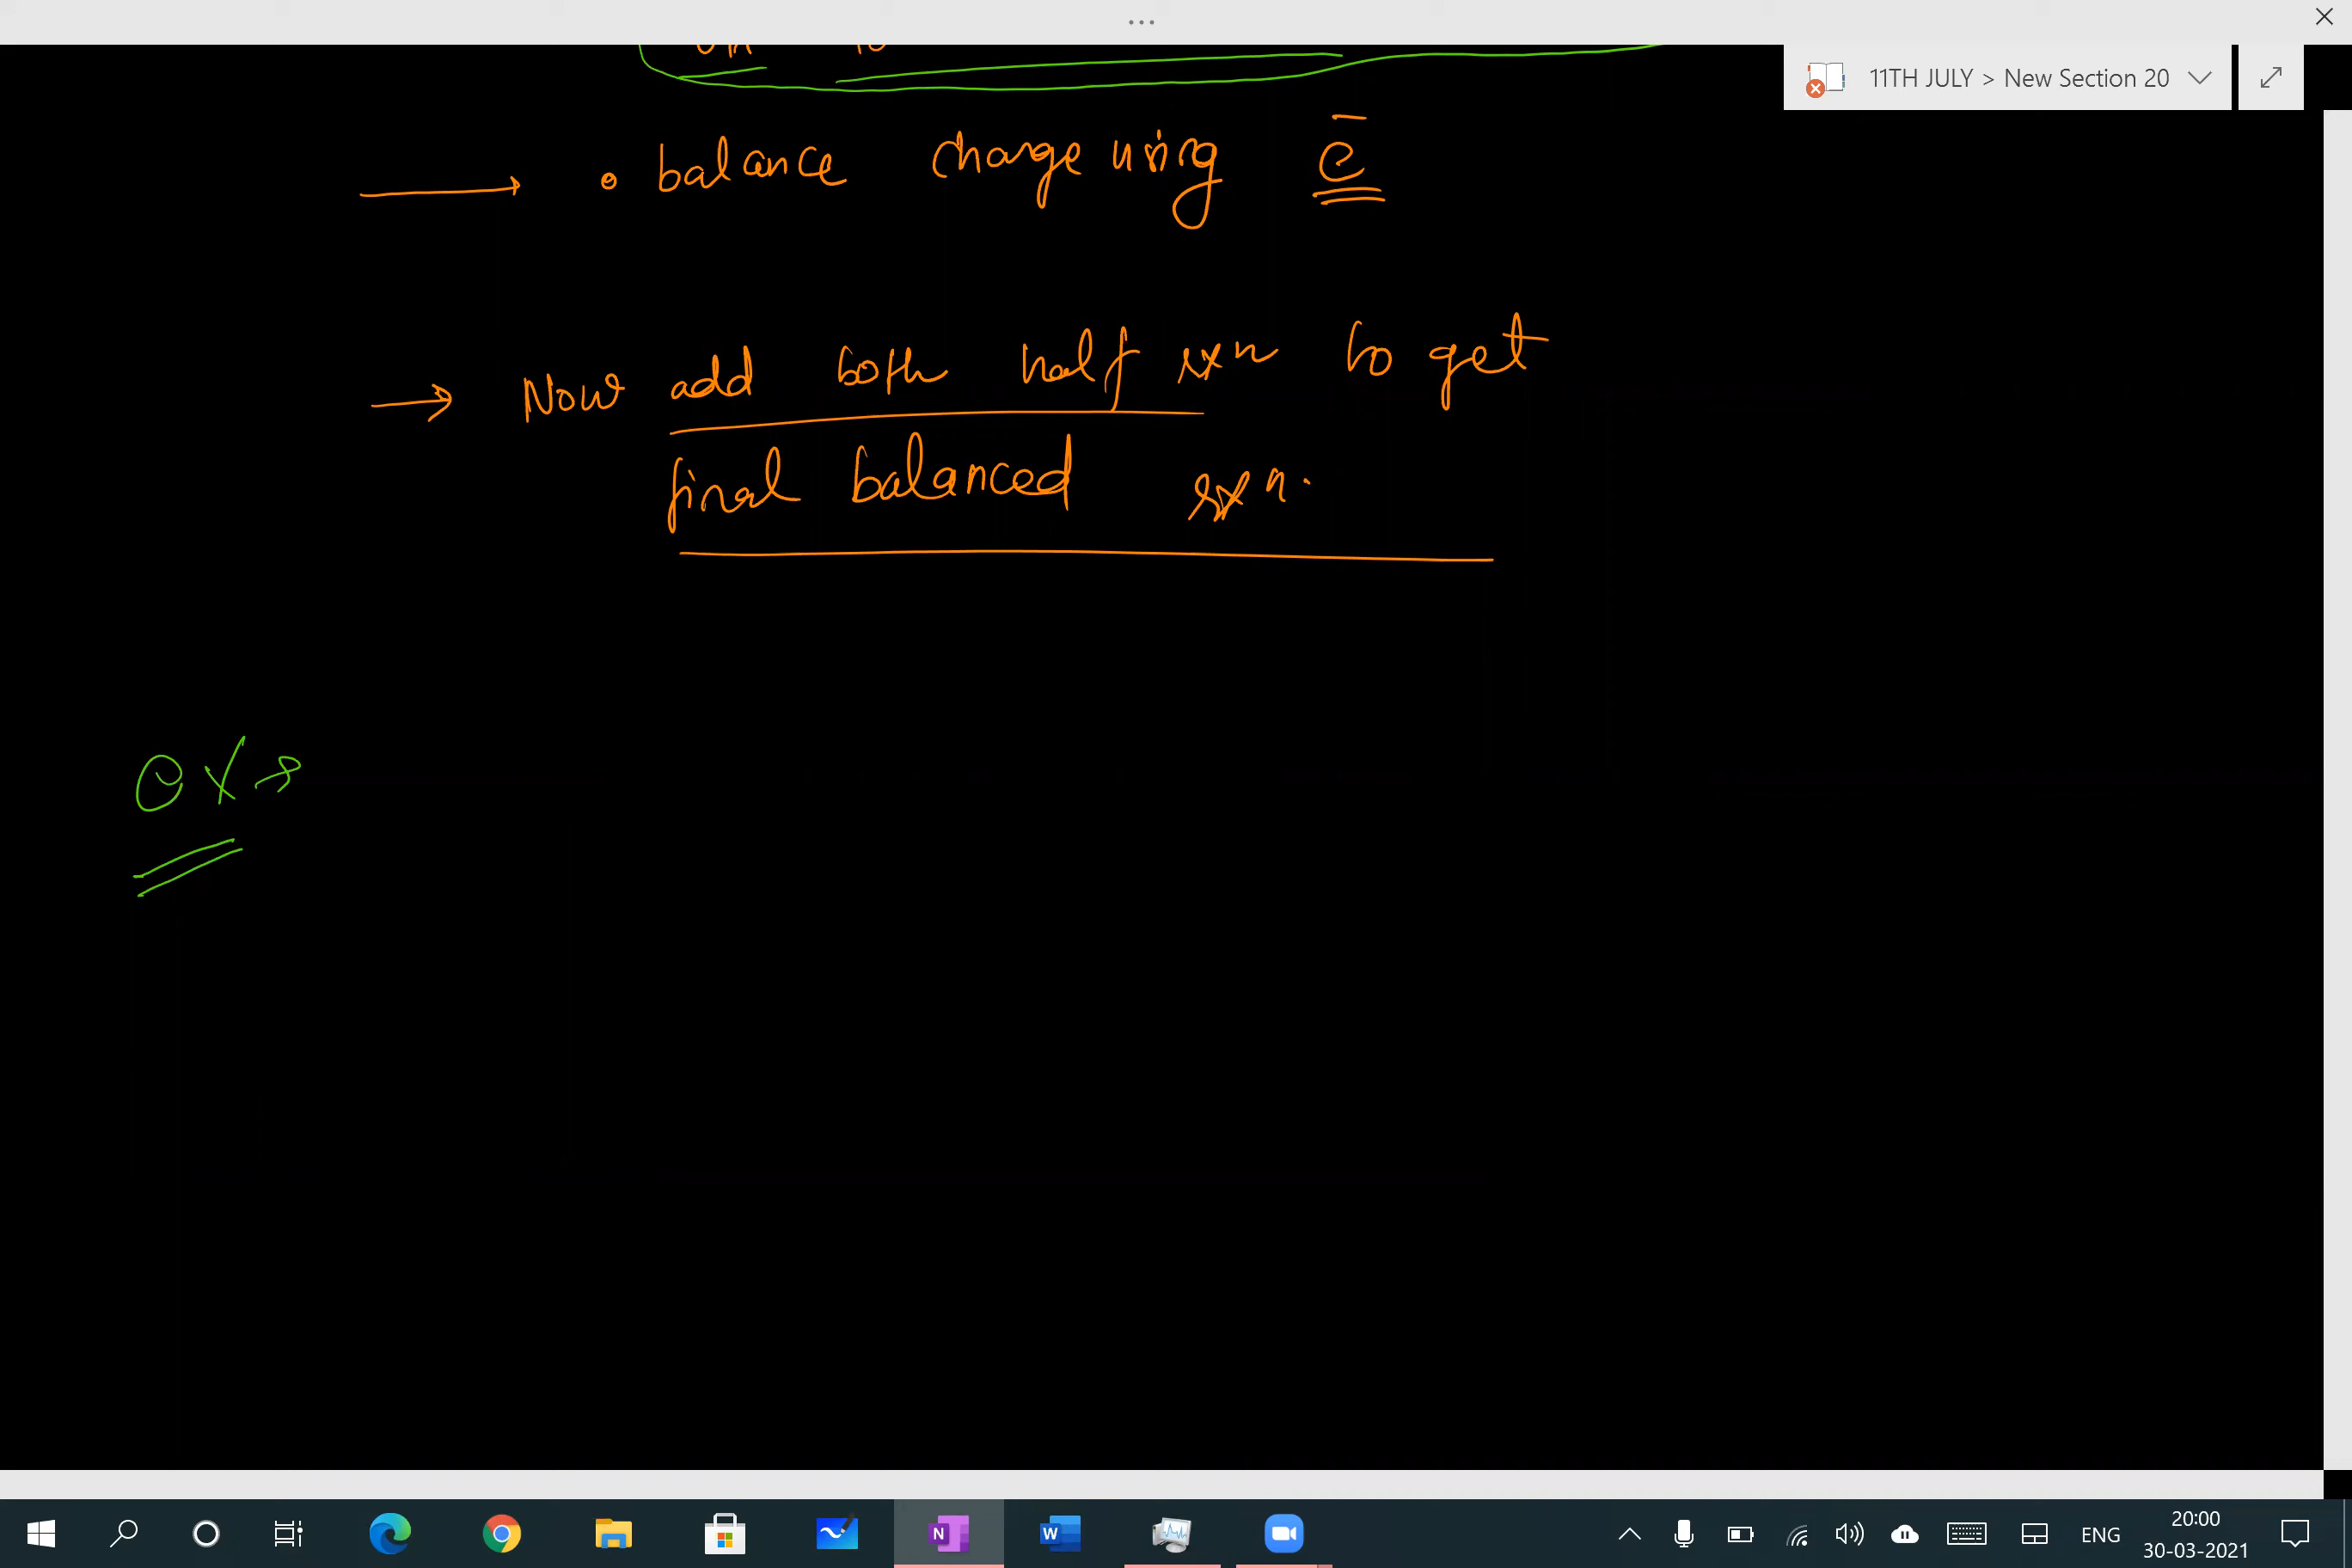 11TH JULY > New Section 20
• balance charge using e̅
→ Now add both half rxn to get
final balanced rxn.
ex→
ENG
20:00
30-03-2021